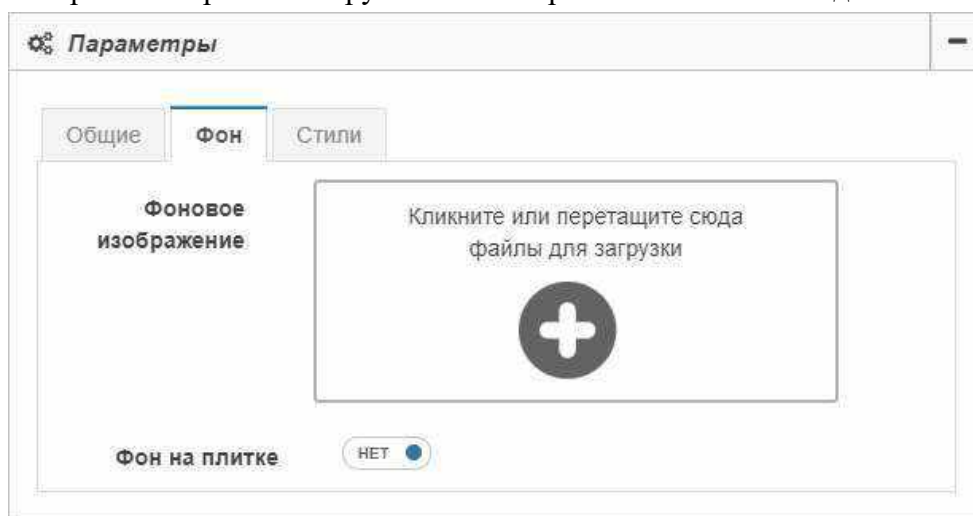 Параметры
Общие Фон Стили
Фоновое
изображение
Кликните или перетащите сюда
файлы для загрузки
Фон на плитке
НЕТ